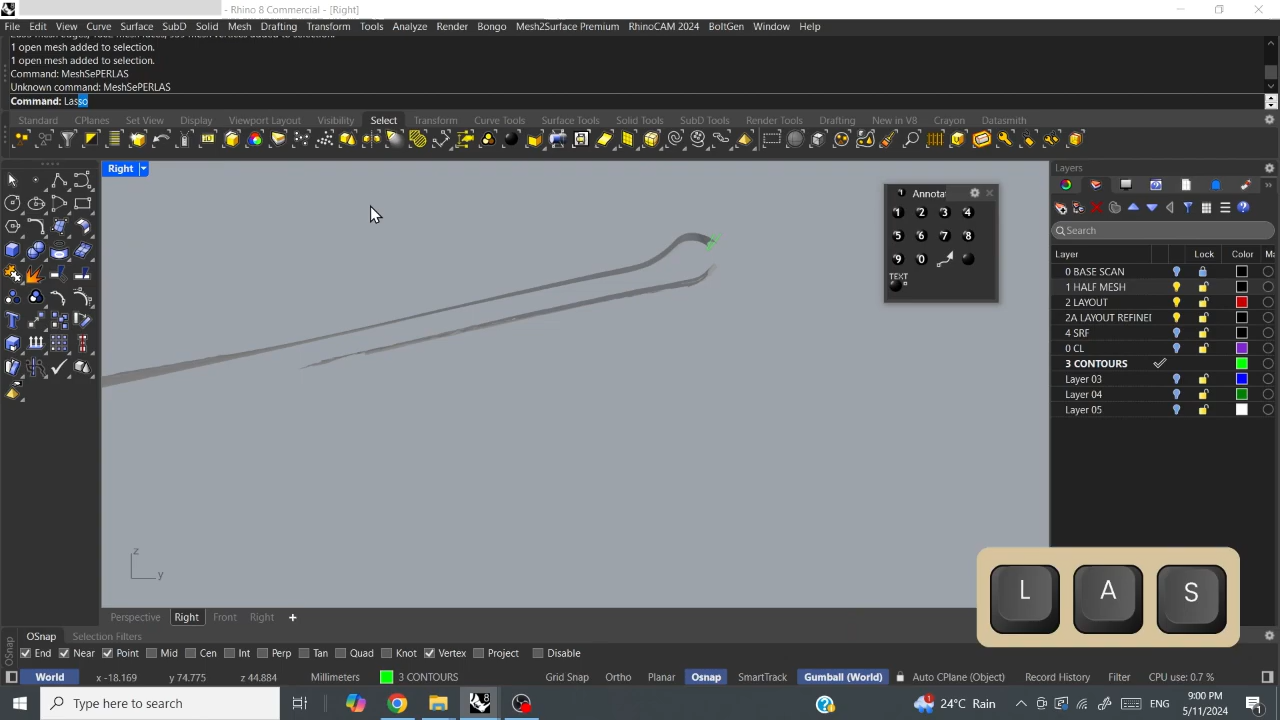 - Rhino 8 Commercial - [Right]
File Edit View Curve Surface SubD Solid Mesh Drafting Transform Tools Analyze Render Bongo Mesh2Surface Premium RhinoCAM 2024 BoltGen Window Help
1 open mesh added to selection.
1 open mesh added to selection.
Command: MeshSePERLAS
Unknown command: MeshSePERLAS
Command: Lasso
Standard CPlanes Set View Display Viewport Layout Visibility Select Transform Curve Tools Surface Tools Solid Tools SubD Tools Render Tools Drafting New in V8 Crayon Datasmith
Right
Layers
Annota
1 2 3 4
5 6 7 8
9 0
TEXT
Search
Layer Lock Color Ma
0 BASE SCAN
1 HALF MESH
2 LAYOUT
2A LAYOUT REFINEI
4 SRF
0 CL
3 CONTOURS
Layer 03
Layer 04
Layer 05
z
y
L A S
Perspective Right Front Right
OSnap Selection Filters
OSnap
End Near Point Mid Cen Int Perp Tan Quad Knot Vertex Project Disable
World x -18.169 y 74.775 z 44.884 Millimeters 3 CONTOURS Grid Snap Ortho Planar Osnap SmartTrack Gumball (World) Auto CPlane (Object) Record History Filter CPU use: 0.7 %
Type here to search
8
1
24°C Rain
ENG
9:00 PM
5/11/2024
1